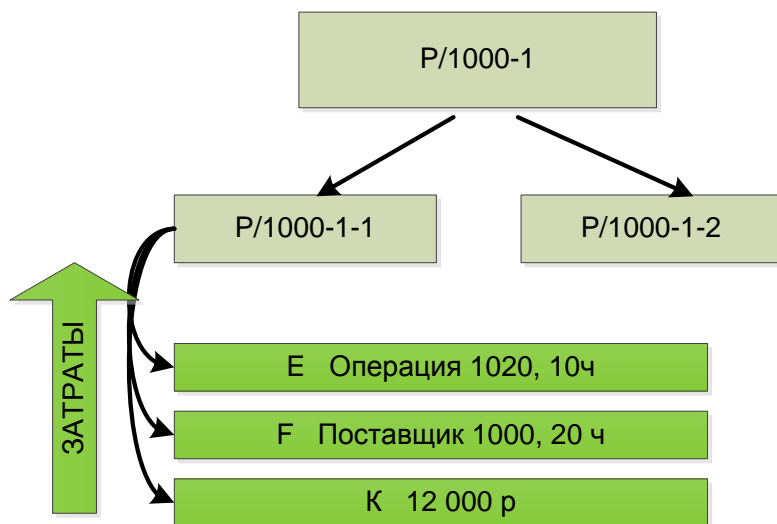 P/1000-1
P/1000-1-1
P/1000-1-2
ЗАТРАТЫ
E Операция 1020, 10ч
F Поставщик 1000, 20 ч
К 12 000 р